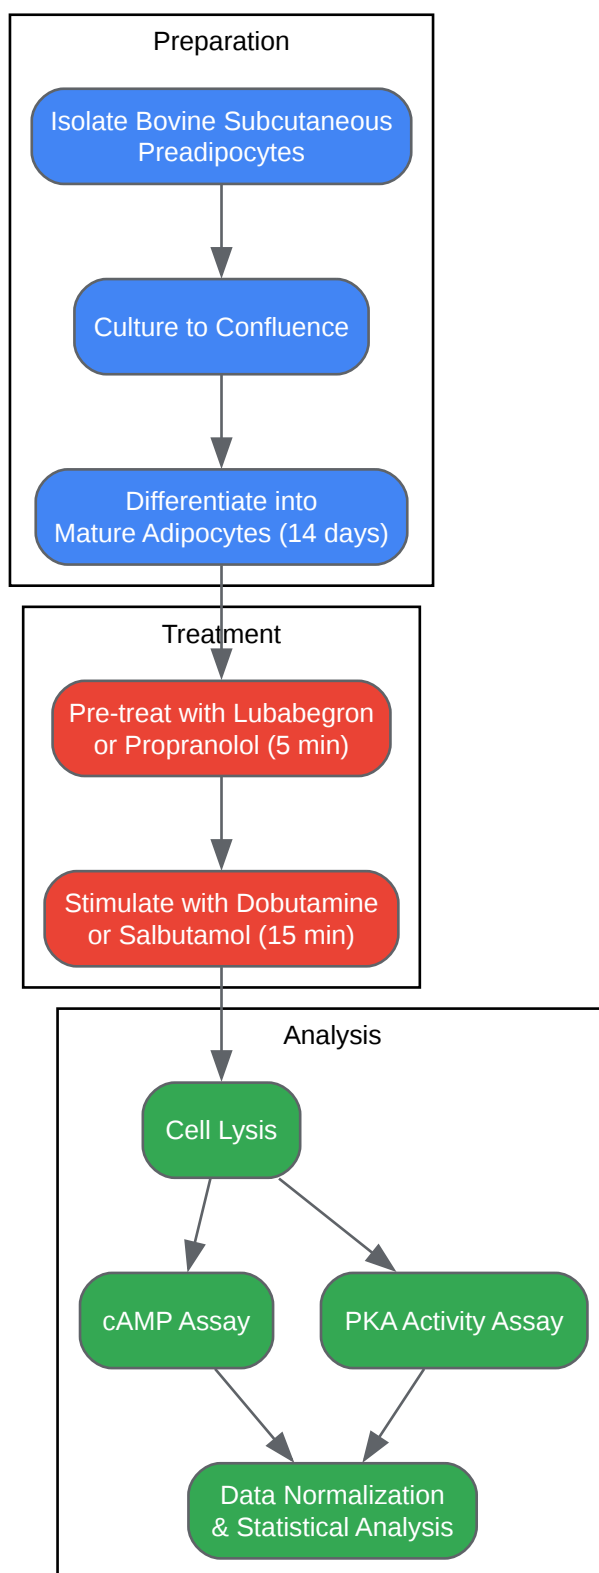 Preparation
Isolate Bovine Subcutaneous
Preadipocytes
Culture to Confluence
Differentiate into
Mature Adipocytes (14 days)
Treatment
Pre-treat with Lubabegron
or Propranolol (5 min)
Stimulate with Dobutamine
or Salbutamol (15 min)
Analysis
Cell Lysis
cAMP Assay
PKA Activity Assay
Data Normalization
& Statistical Analysis